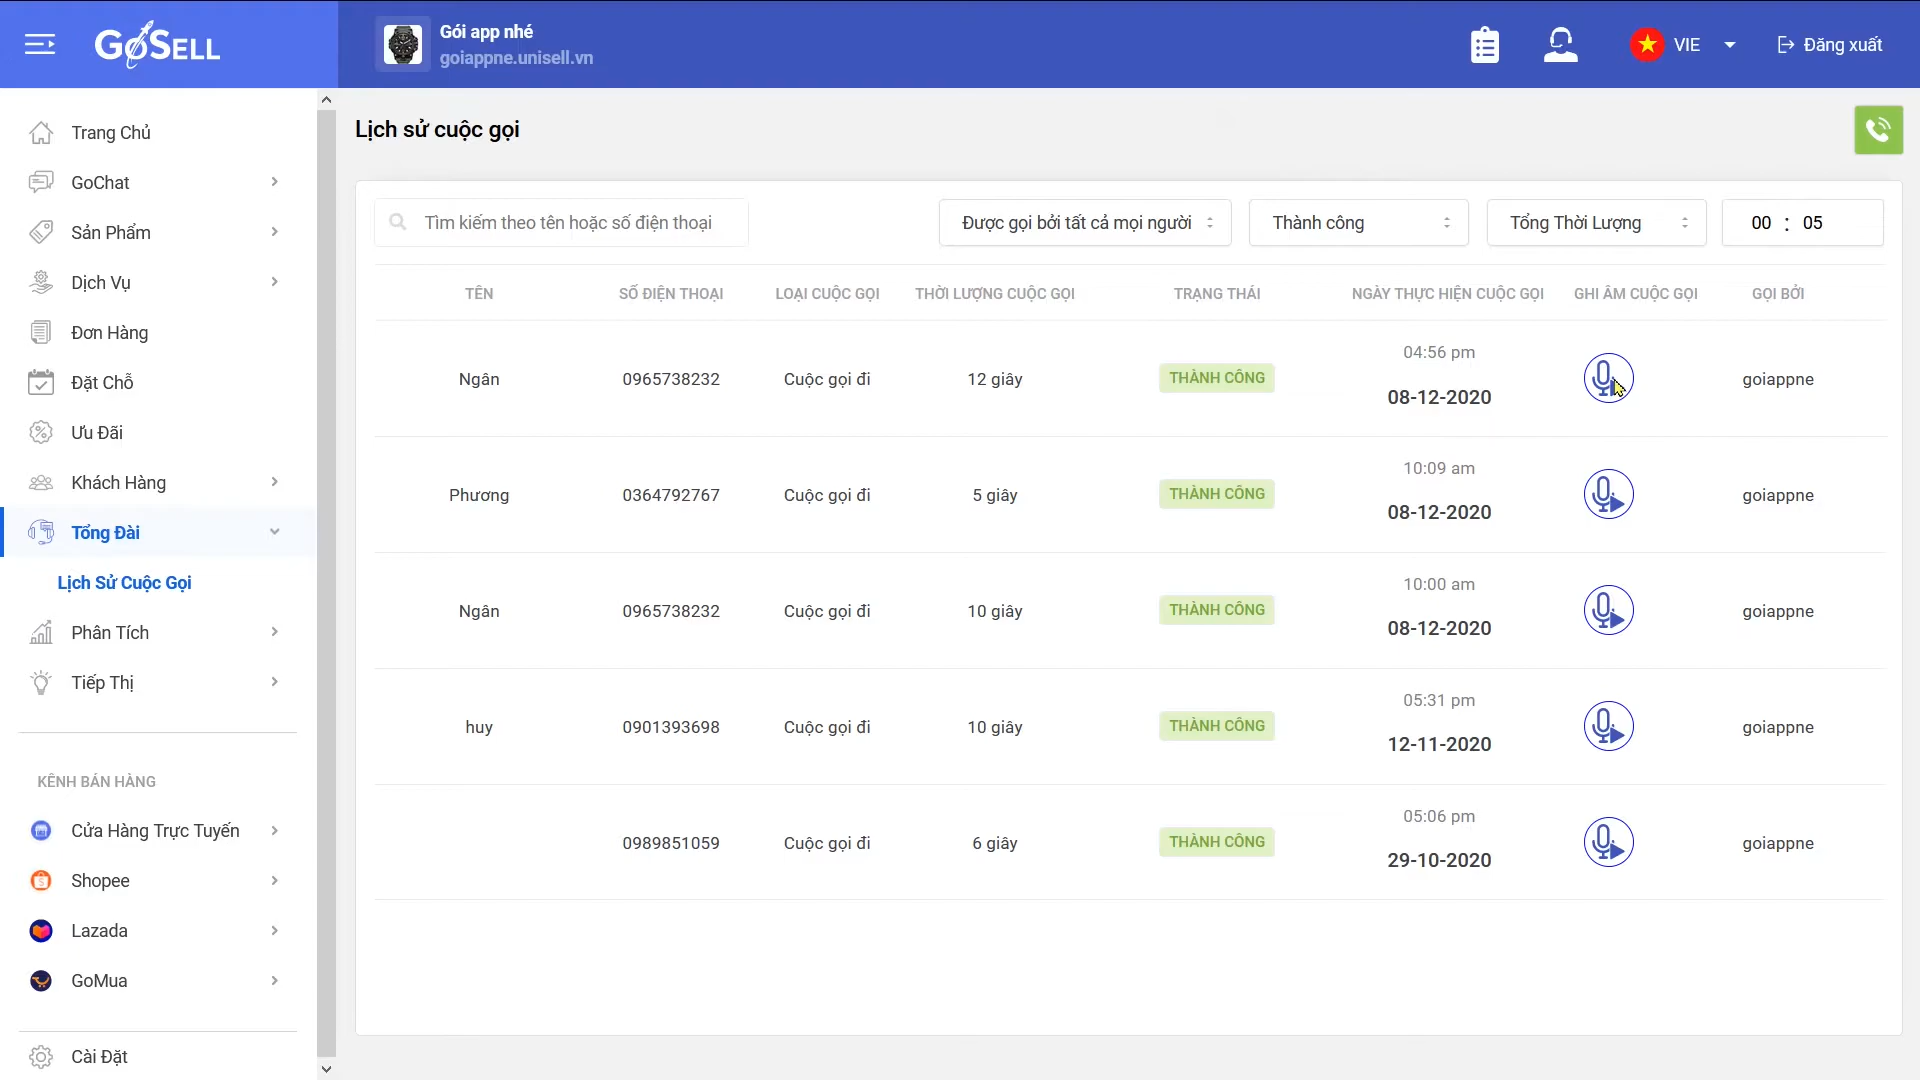 GoSELL
Gói app nhé
goiappne.unisell.vn
VIE
Đăng xuất
Trang Chủ
GoChat
Sản Phẩm
Dịch Vụ
Đơn Hàng
Đặt Chỗ
Ưu Đãi
Khách Hàng
Tổng Đài
Lịch Sử Cuộc Gọi
Phân Tích
Tiếp Thị
KÊNH BÁN HÀNG
Cửa Hàng Trực Tuyến
Shopee
Lazada
GoMua
Cài Đặt
Lịch sử cuộc gọi
Tìm kiếm theo tên hoặc số điện thoại
Được gọi bởi tất cả mọi người
Thành công
Tổng Thời Lượng
00 : 05
TÊN SỐ ĐIỆN THOẠI LOẠI CUỘC GỌI THỜI LƯỢNG CUỘC GỌI TRẠNG THÁI NGÀY THỰC HIỆN CUỘC GỌI GHI ÂM CUỘC GỌI GỌI BỞI
04:56 pm
Ngân 0965738232 Cuộc gọi đi 12 giây THÀNH CÔNG goiappne
08-12-2020
10:09 am
Phương 0364792767 Cuộc gọi đi 5 giây THÀNH CÔNG goiappne
08-12-2020
10:00 am
Ngân 0965738232 Cuộc gọi đi 10 giây THÀNH CÔNG goiappne
08-12-2020
05:31 pm
huy 0901393698 Cuộc gọi đi 10 giây THÀNH CÔNG goiappne
12-11-2020
05:06 pm
0989851059 Cuộc gọi đi 6 giây THÀNH CÔNG goiappne
29-10-2020